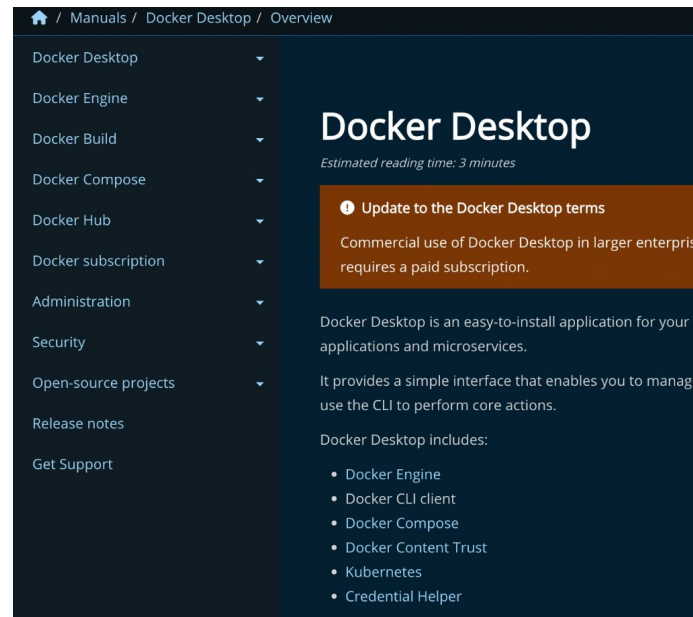 / Manuals / Docker Desktop / Overview
Docker Desktop
Docker Engine
Docker Build
Docker Compose
Docker Hub
Docker subscription
Administration
Security
Open-source projects
Release notes
Get Support
Docker Desktop
Estimated reading time: 3 minutes
Update to the Docker Desktop terms
Commercial use of Docker Desktop in larger enterpris
requires a paid subscription.
Docker Desktop is an easy-to-install application for your
applications and microservices.
It provides a simple interface that enables you to manag
use the CLI to perform core actions.
Docker Desktop includes:
• Docker Engine
• Docker CLI client
• Docker Compose
• Docker Content Trust
• Kubernetes
• Credential Helper